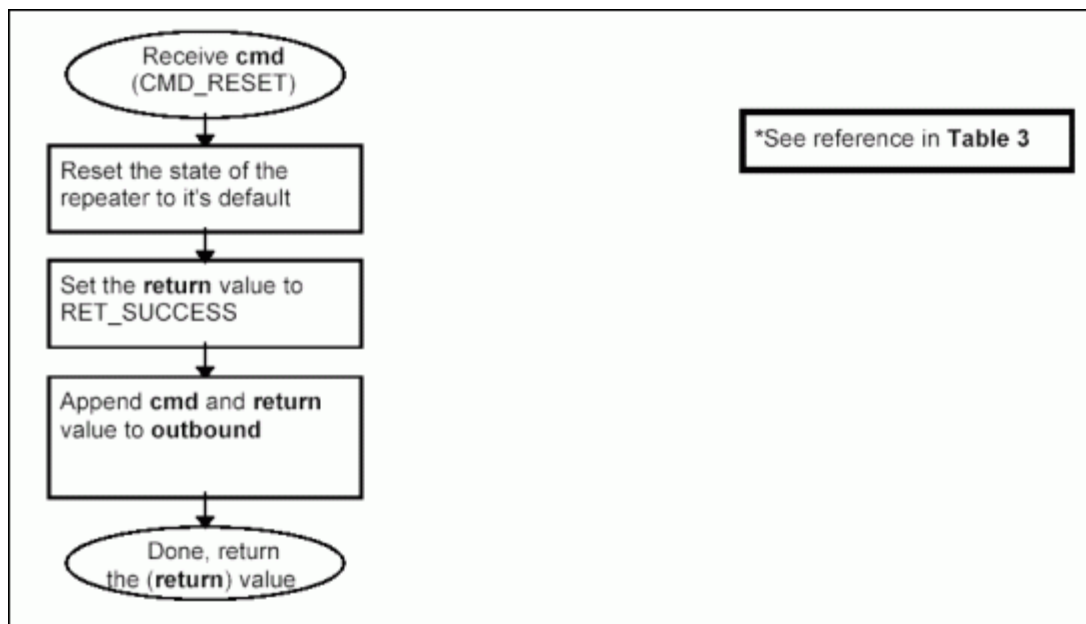 Receive cmd
(CMD_RESET)
*See reference in Table 3
Reset the state of the
repeater to it's default
Set the return value to
RET_SUCCESS
Append cmd and return
value to outbound
Done, return
the (return) value